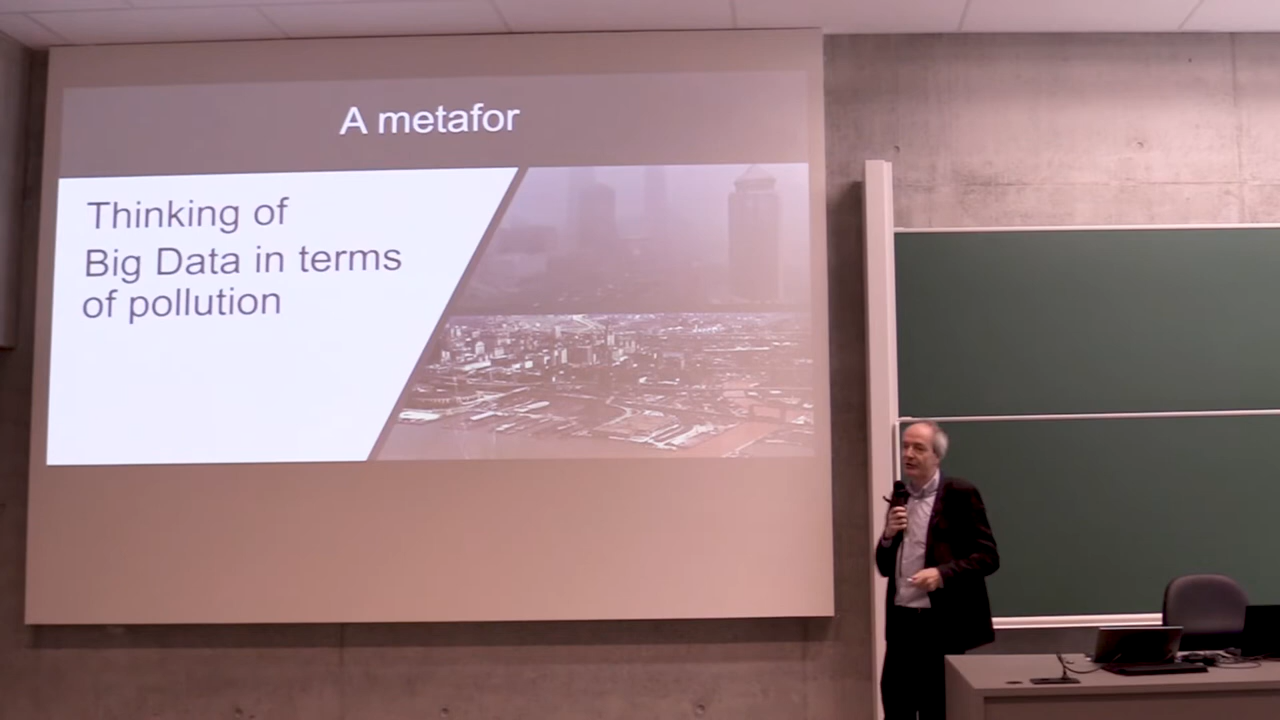 A metafor
Thinking of
Big Data in terms
of pollution